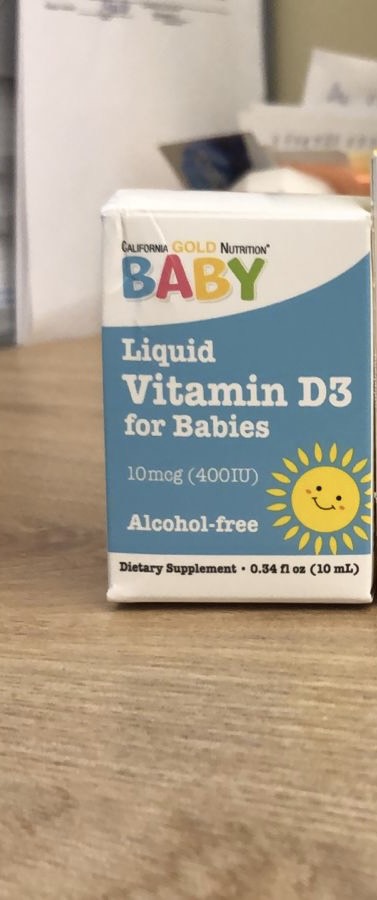 CALIFORNIA GOLD NUTRITION®
BABY
Liquid
Vitamin D3
for Babies
10mcg (400IU)
Alcohol-free
Dietary Supplement • 0.34 fl oz (10 mL)